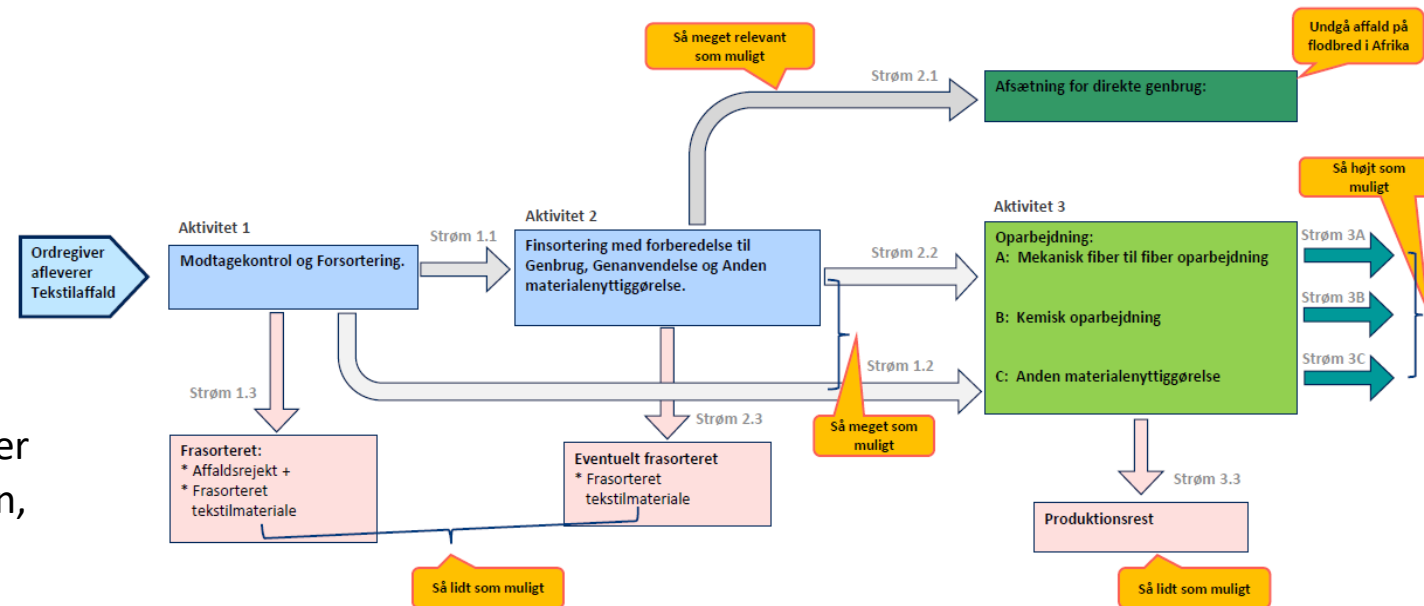 Så meget relevant
som muligt
Undgå affald på
flodbred i Afrika
Strøm 2.1
Afsætning for direkte genbrug:
Så højt som
muligt
Aktivitet 1
Aktivitet 2
Aktivitet 3
Ordregiver
afleverer
Tekstilaffald
Modtagekontrol og Forsortering.
Strøm 1.1
Finsortering med forberedelse til
Genbrug, Genanvendelse og Anden
materialenyttiggørelse.
Strøm 2.2
Oparbejdning:
A: Mekanisk fiber til fiber oparbejdning
B: Kemisk oparbejdning
C: Anden materialenyttiggørelse
Strøm 3A
Strøm 3B
Strøm 3C
Strøm 1.2
Strøm 1.3
Strøm 2.3
Så meget som
muligt
er
n,
Frasorteret:
* Affaldsrejekt +
* Frasorteret
tekstilmateriale
Eventuelt frasorteret
* Frasorteret
tekstilmateriale
Strøm 3.3
Produktionsrest
Så lidt som muligt
Så lidt som muligt